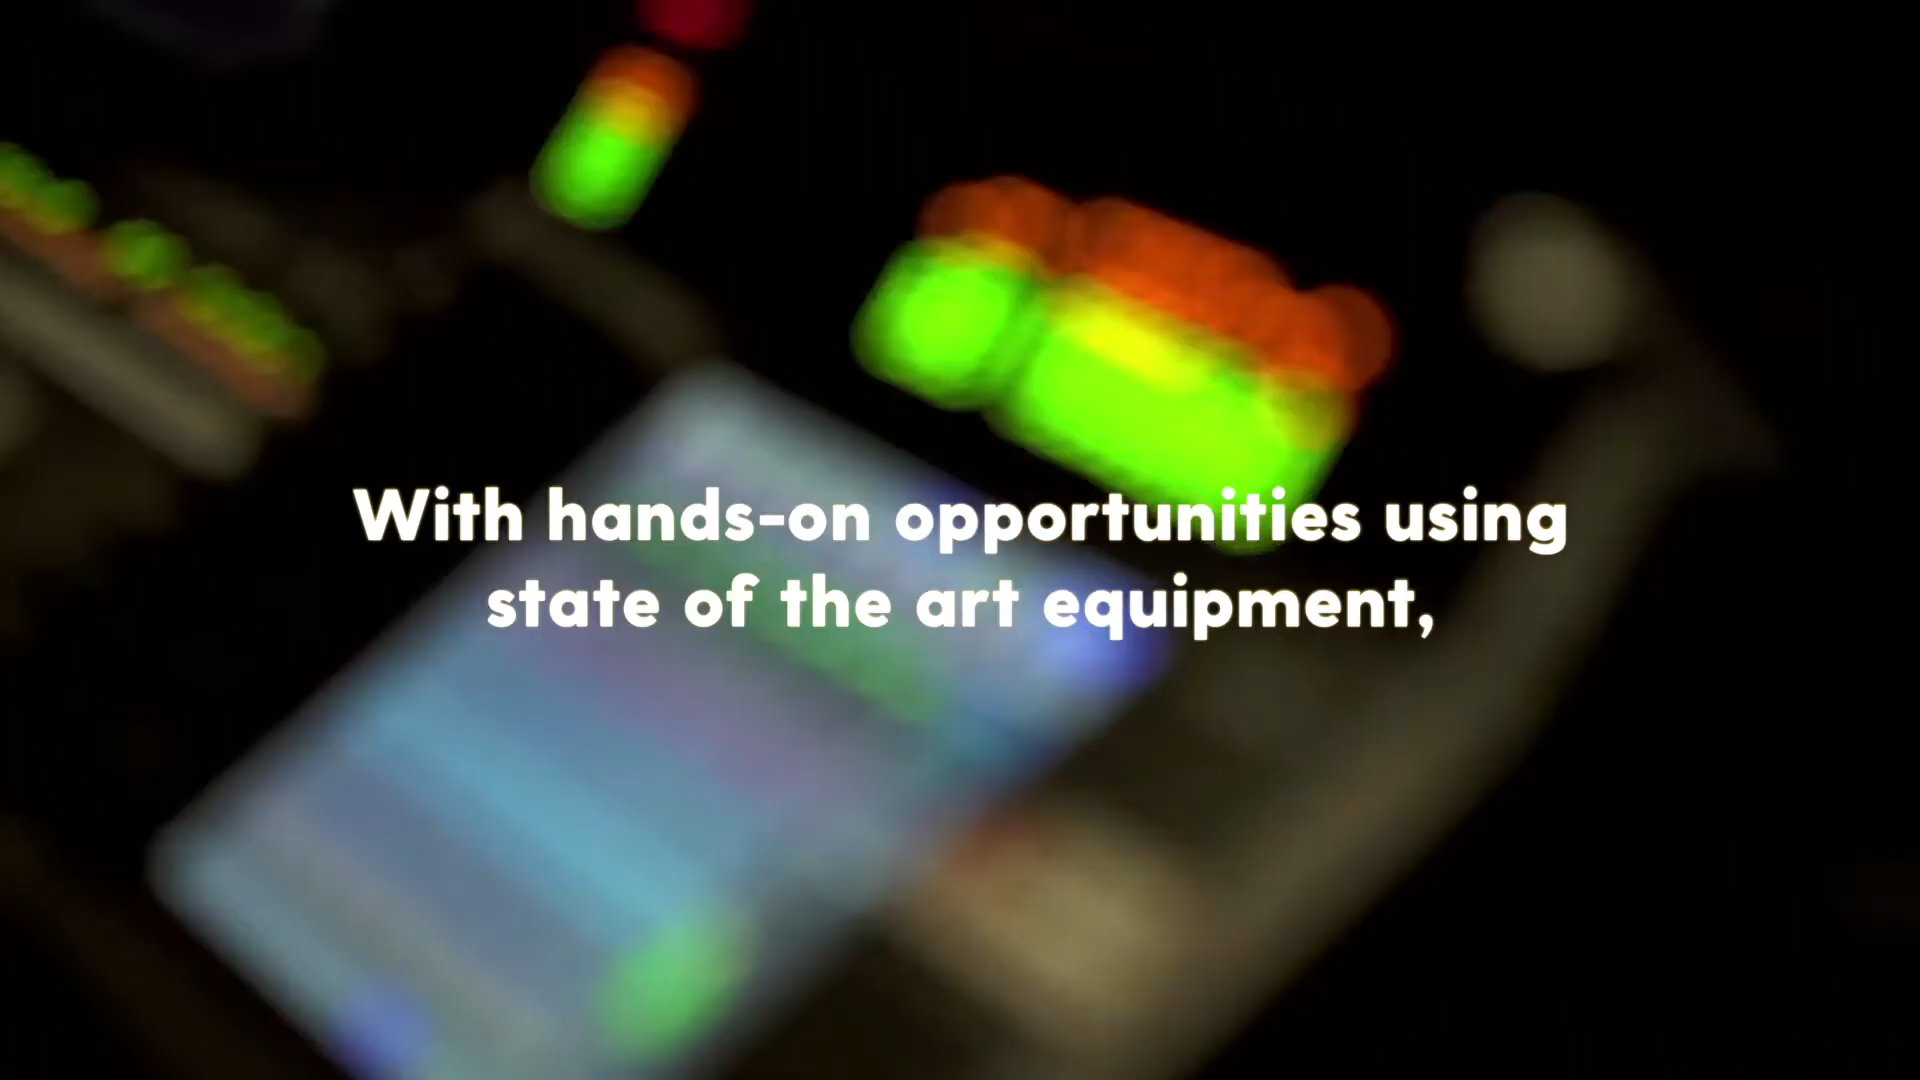 With hands-on opportunities using
state of the art equipment,